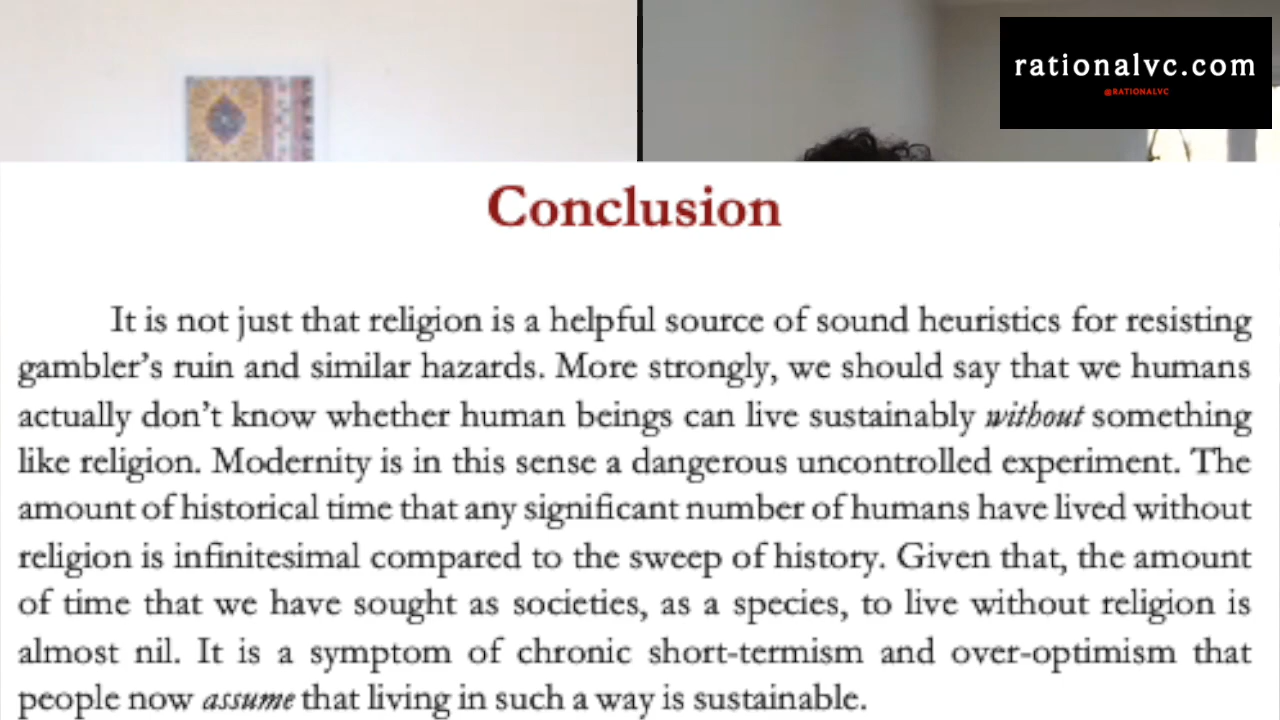 rationalvc.com
@RATIONALVC
Conclusion
It is not just that religion is a helpful source of sound heuristics for resisting
gambler's ruin and similar hazards. More strongly, we should say that we humans
actually don't know whether human beings can live sustainably without something
like religion. Modernity is in this sense a dangerous uncontrolled experiment. The
amount of historical time that any significant number of humans have lived without
religion is infinitesimal compared to the sweep of history. Given that, the amount
of time that we have sought as societies, as a species, to live without religion is
almost nil. It is a symptom of chronic short-termism and over-optimism that
people now assume that living in such a way is sustainable.